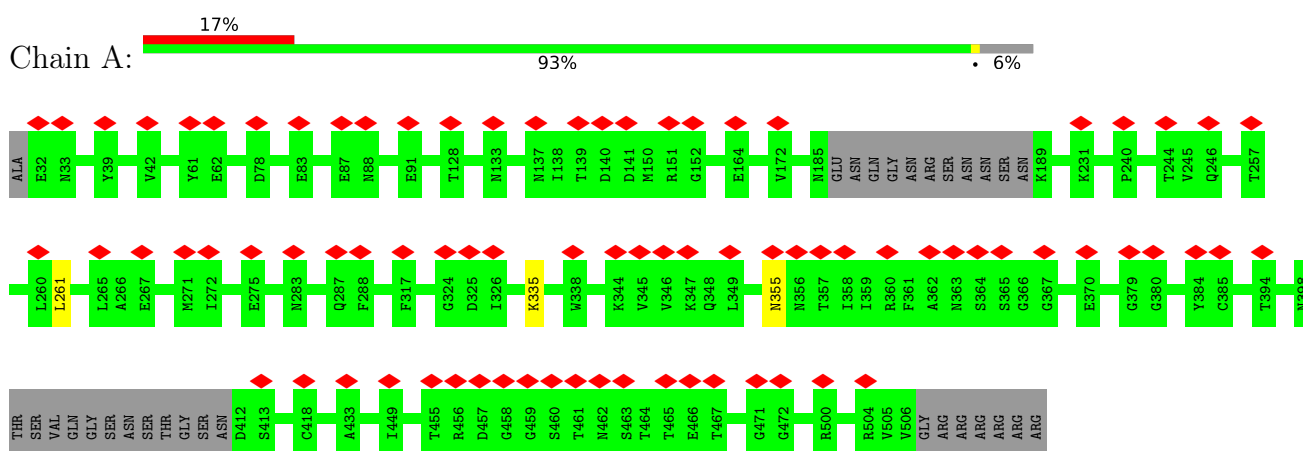 17%
Chain A:
93%
• 6%
ALA E32 N33 Y39 V42 Y61 E62 D78 E83 E87 N88 E91 T128 N133 N137 I138 T139 D140 D141 M150 R151 G152 E164 V172 N185 GLU ASN GLN GLY ASN ARG SER ASN ASN SER ASN K189 K231 P240 T244 V245 Q246 T257
L260 L261 L265 A266 E267 M271 I272 E275 N283 Q287 F288 F317 G324 D325 I326 K335 W338 K344 V345 V346 K347 Q348 L349 N355 N356 T357 I358 I359 R360 F361 A362 N363 S364 S365 G366 G367 E370 G379 G380 Y384 C385 T394 N398
THR SER VAL GLN GLY SER ASN SER THR GLY SER ASN D412 S413 C418 A433 I449 T455 R456 D457 G458 G459 S460 T461 N462 S463 T464 T465 E466 T467 G471 G472 R500 R504 V505 V506 GLY ARG ARG ARG ARG ARG ARG